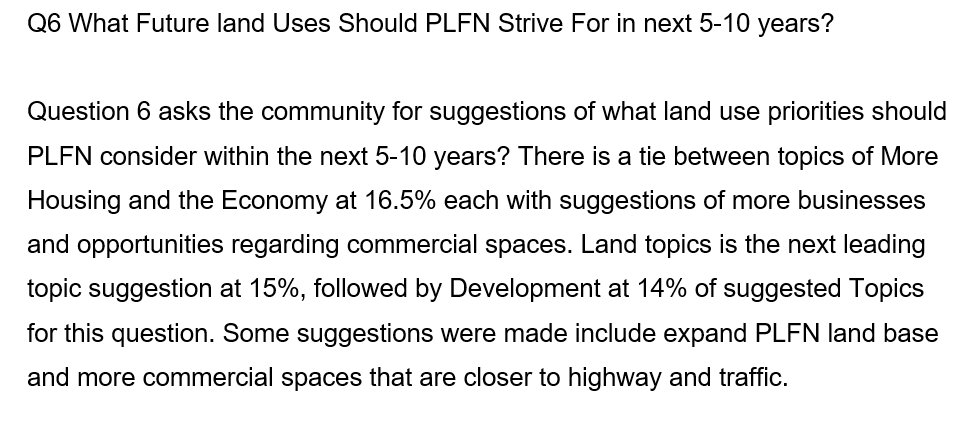 Q6 What Future land Uses Should PLFN Strive For in next 5-10 years?
Question 6 asks the community for suggestions of what land use priorities should
PLFN consider within the next 5-10 years? There is a tie between topics of More
Housing and the Economy at 16.5% each with suggestions of more businesses
and opportunities regarding commercial spaces. Land topics is the next leading
topic suggestion at 15%, followed by Development at 14% of suggested Topics
for this question. Some suggestions were made include expand PLFN land base
and more commercial spaces that are closer to highway and traffic.